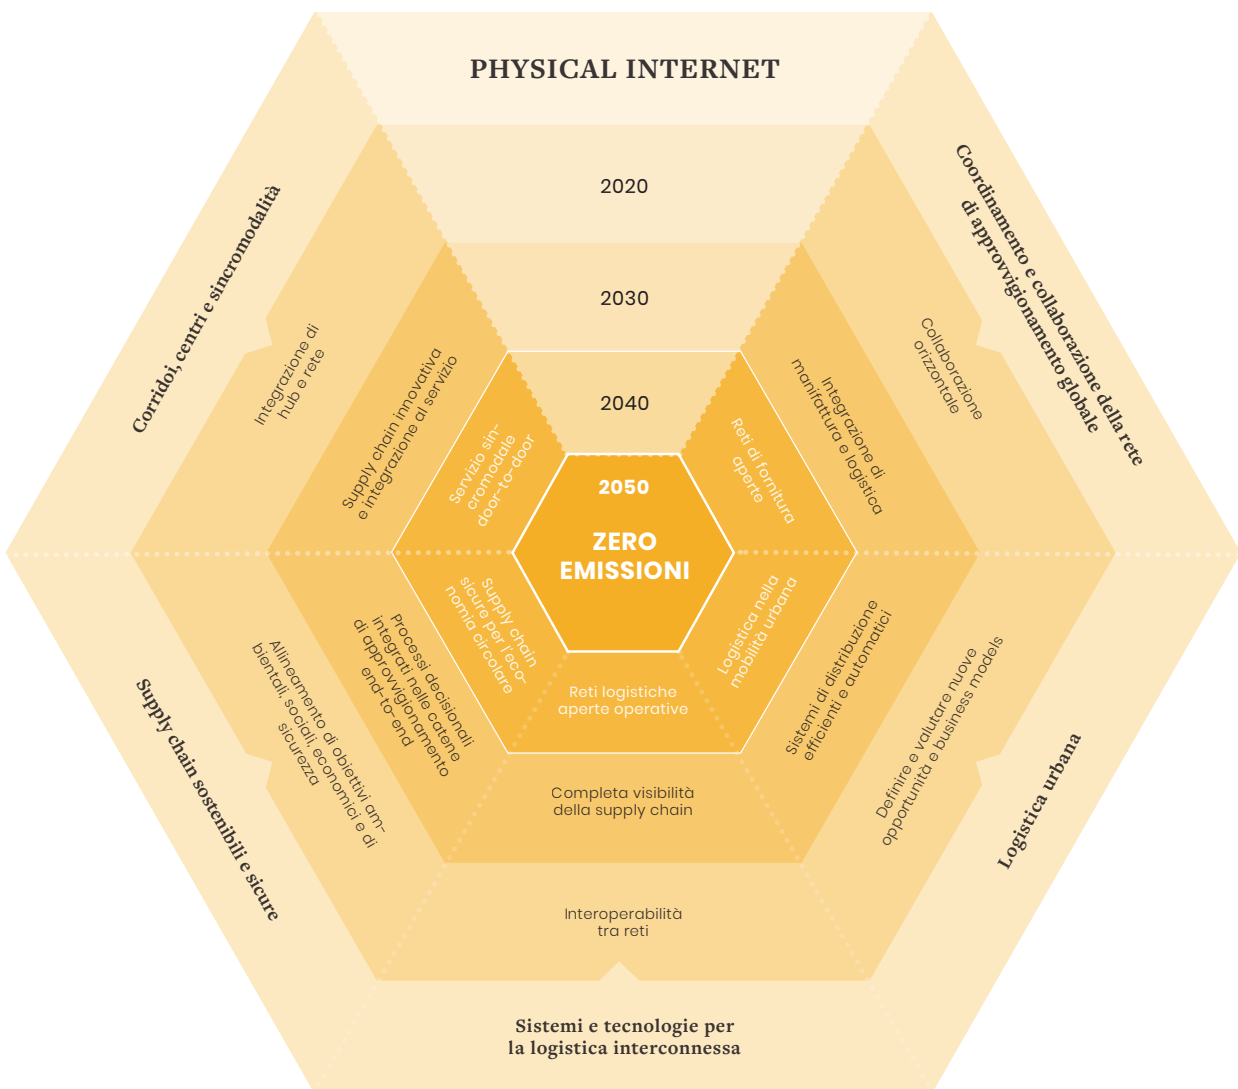 PHYSICAL INTERNET
2020
2030
2040
2050
ZERO
EMISSIONI
Corridoi, centri e sincromodalità
Integrazione di
hub e rete
Supply chain innovativa
e integrazione al servizio
Servizio sin-
cromodale
door-to-door
Coordinamento e collaborazione della rete
di approvvigionamento globale
Collaborazione
orizzontale
Integrazione di
manifattura e logistica
Reti di fornitura
aperte
Supply chain sostenibili e sicure
Allineamento di obiettivi am-
bientali, sociali, economici e di
sicurezza
Processi decisionali
integrati nelle catene
di approvvigionamento
end-to-end
Supply chain
sicure per l'eco-
nomia circolare
Logistica nella
mobilità urbana
Sistemi di distribuzione
efficienti e automatici
Definire e valutare nuove
opportunità e business models
Logistica urbana
Reti logistiche
aperte operative
Completa visibilità
della supply chain
Interoperabilità
tra reti
Sistemi e tecnologie per
la logistica interconnessa